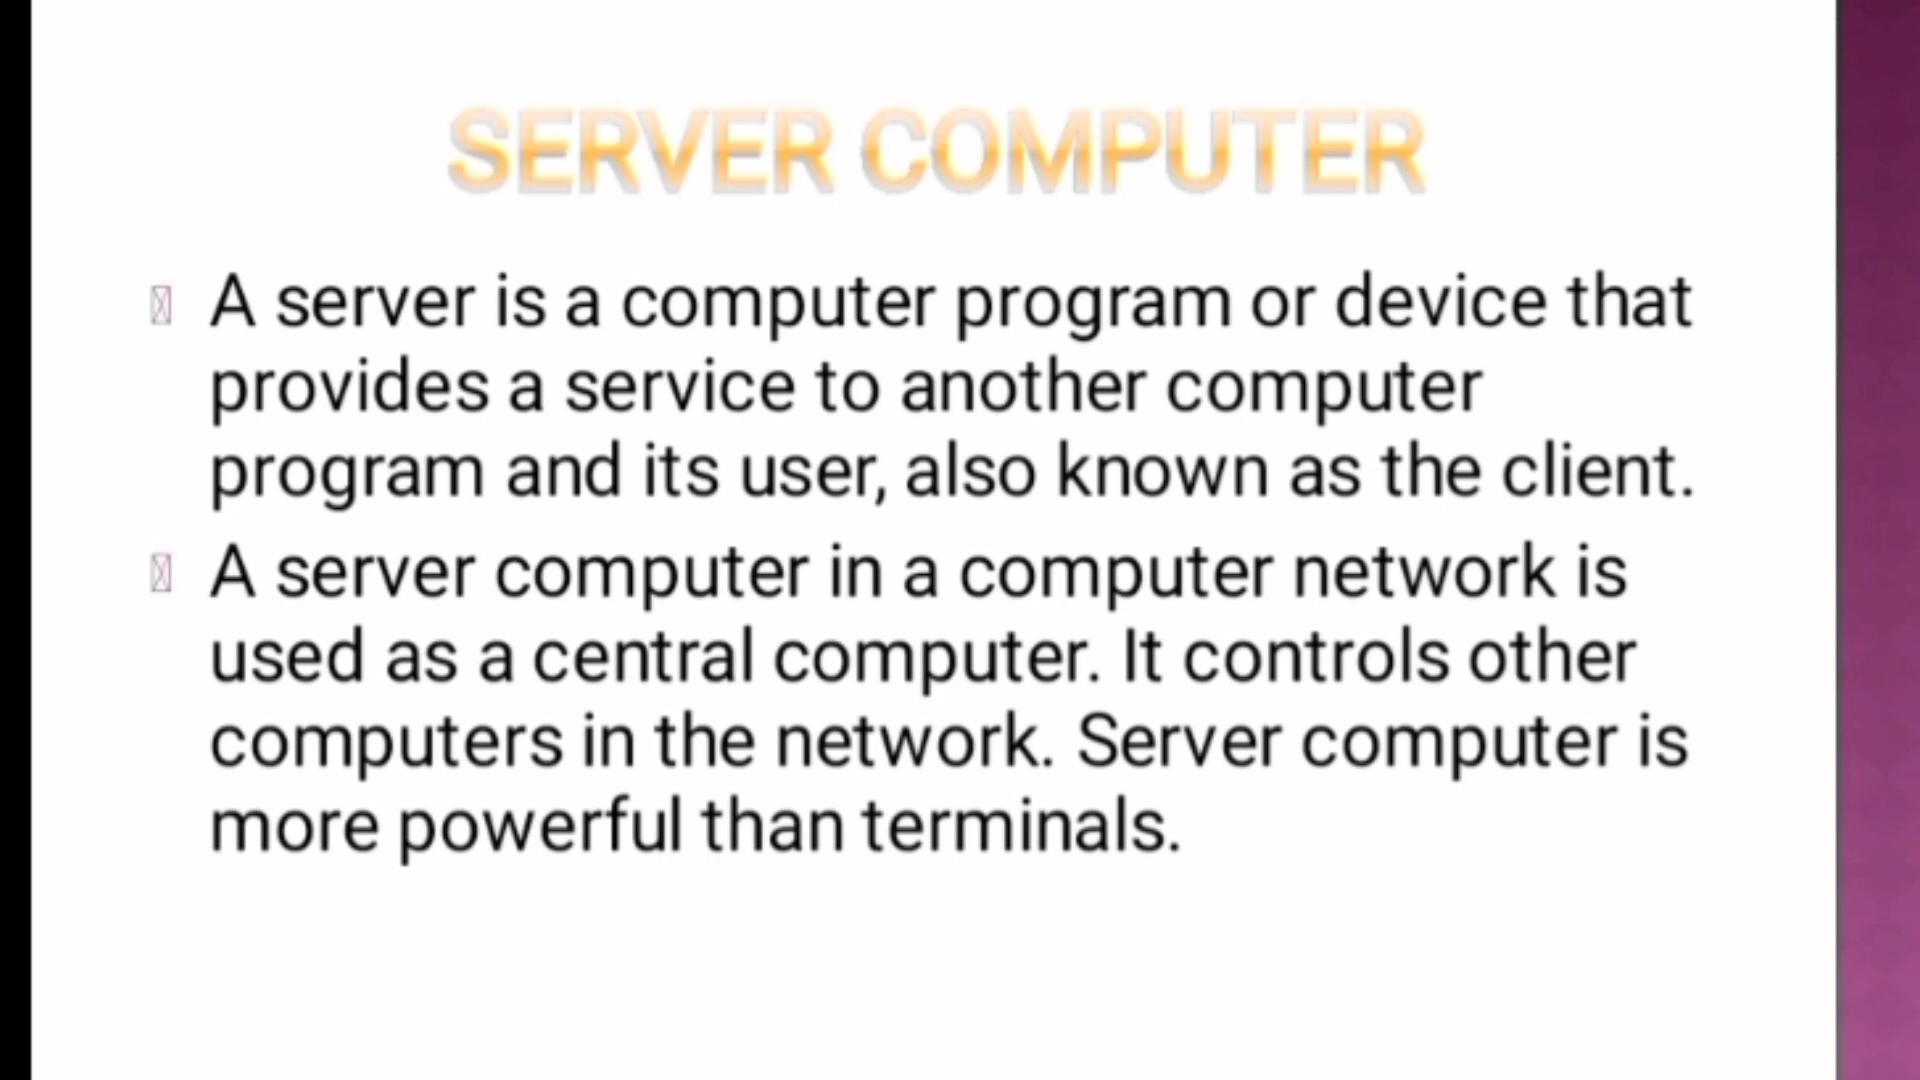 SERVER COMPUTER
A server is a computer program or device that
provides a service to another computer
program and its user, also known as the client.
A server computer in a computer network is
used as a central computer. It controls other
computers in the network. Server computer is
more powerful than terminals.